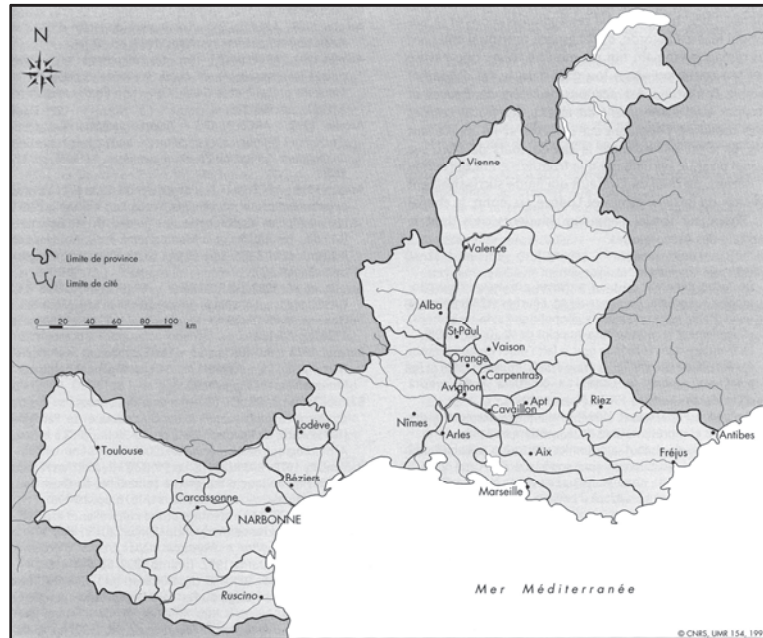 N
Vienne
Limite de province
Limite de cité
0 20 40 60 80 100
km
Valence
Alba
St-Paul
Vaison
Orange
Carpentras
Avignon
Cavaillon
Apt
Riez
Nîmes
Arles
Aix
Antibes
Fréjus
Marseille
Toulouse
Lodève
Béziers
Carcassonne
NARBONNE
Ruscino
Mer Méditerranée
© CNRS, UMR 154, 199